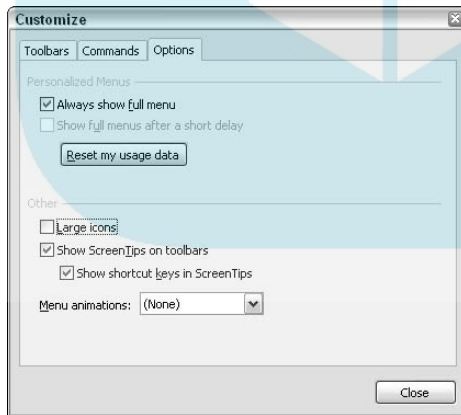 Customize
Toolbars Commands Options
Personalized Menus
Always show full menu
Show full menus after a short delay
Reset my usage data
Other
Large icons
Show ScreenTips on toolbars
Show shortcut keys in ScreenTips
Menu animations: (None)
Close